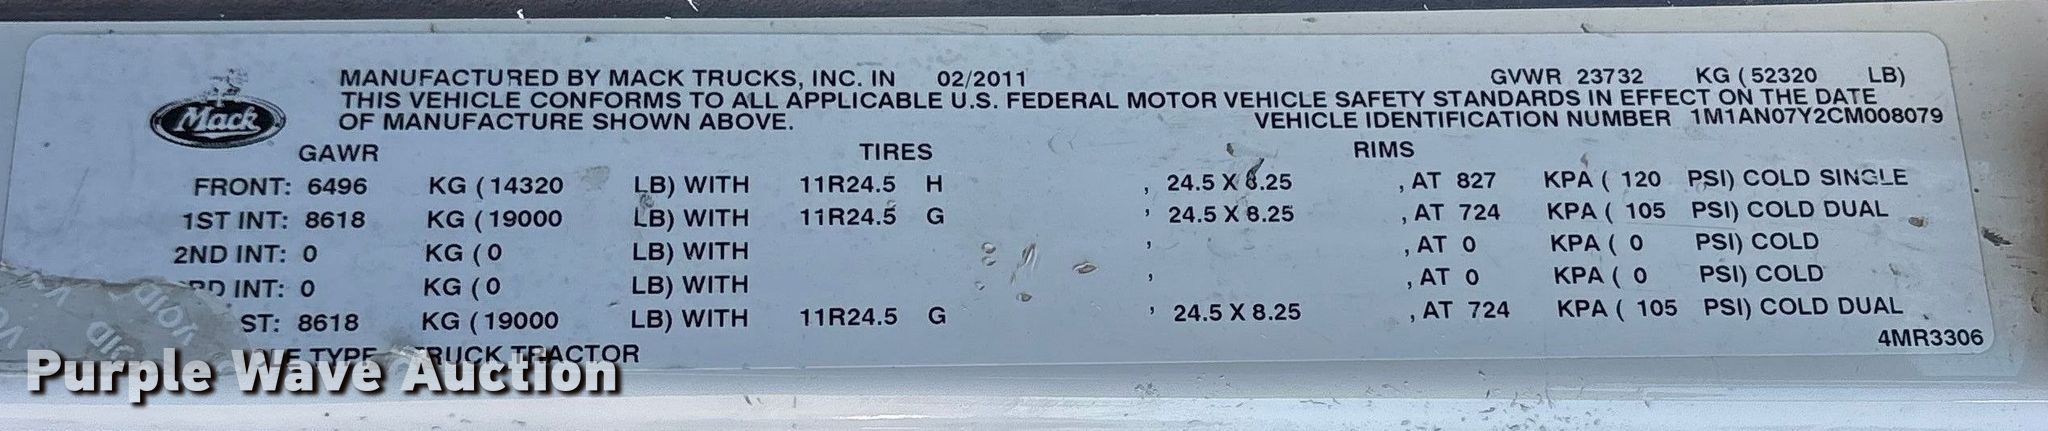 MANUFACTURED BY MACK TRUCKS, INC. IN 02/2011 GVWR 23732 KG ( 52320 LB)
THIS VEHICLE CONFORMS TO ALL APPLICABLE U.S. FEDERAL MOTOR VEHICLE SAFETY STANDARDS IN EFFECT ON THE DATE
OF MANUFACTURE SHOWN ABOVE. VEHICLE IDENTIFICATION NUMBER 1M1AN07Y2CM008079
Mack
GAWR TIRES RIMS
FRONT: 6496 KG ( 14320 LB) WITH 11R24.5 H , 24.5 X 8.25 , AT 827 KPA ( 120 PSI) COLD SINGLE
1ST INT: 8618 KG ( 19000 LB) WITH 11R24.5 G , 24.5 X 8.25 , AT 724 KPA ( 105 PSI) COLD DUAL
2ND INT: 0 KG ( 0 LB) WITH , , AT 0 KPA ( 0 PSI) COLD
RD INT: 0 KG ( 0 LB) WITH , , AT 0 KPA ( 0 PSI) COLD
ST: 8618 KG ( 19000 LB) WITH 11R24.5 G , 24.5 X 8.25 , AT 724 KPA ( 105 PSI) COLD DUAL
4MR3306
TYPE TRUCK TRACTOR
VOID
Purple Wave Auction